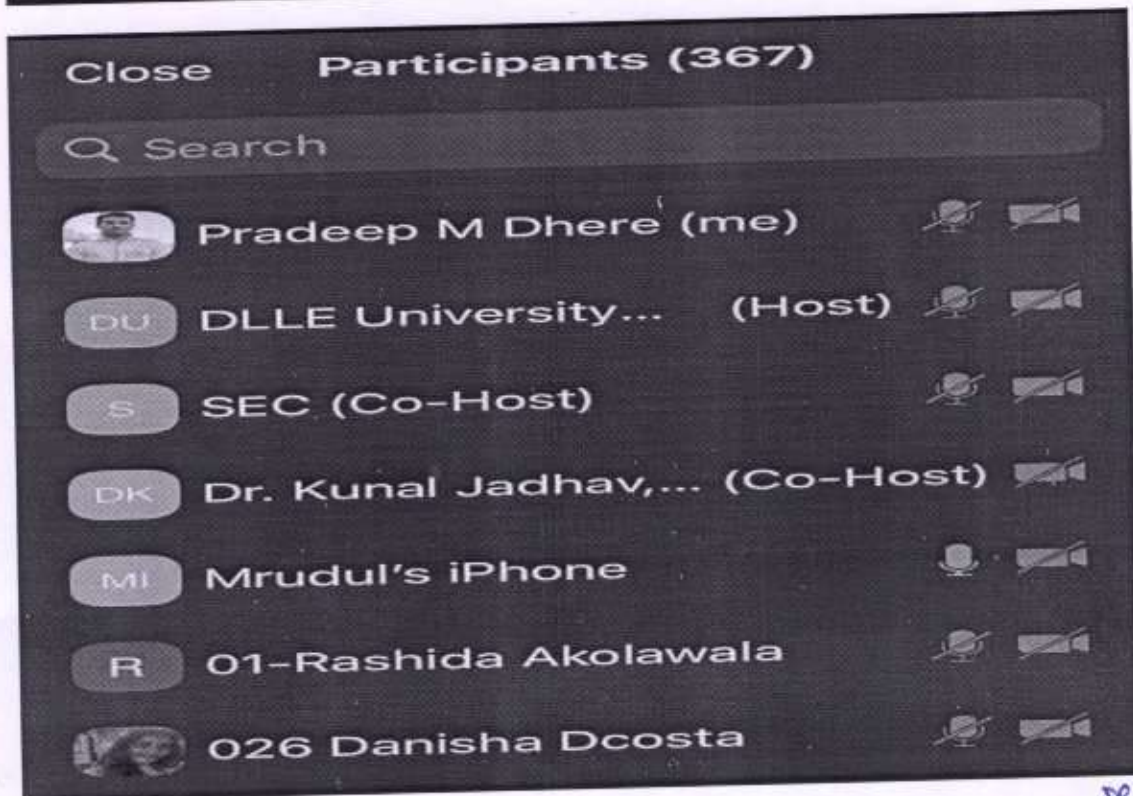 Close Participants (367)
Search
Pradeep M Dhere (me)
DU DLLE University... (Host)
S SEC (Co-Host)
DK Dr. Kunal Jadhav,... (Co-Host)
MI Mrudul's iPhone
R 01-Rashida Akolawala
026 Danisha Dcosta